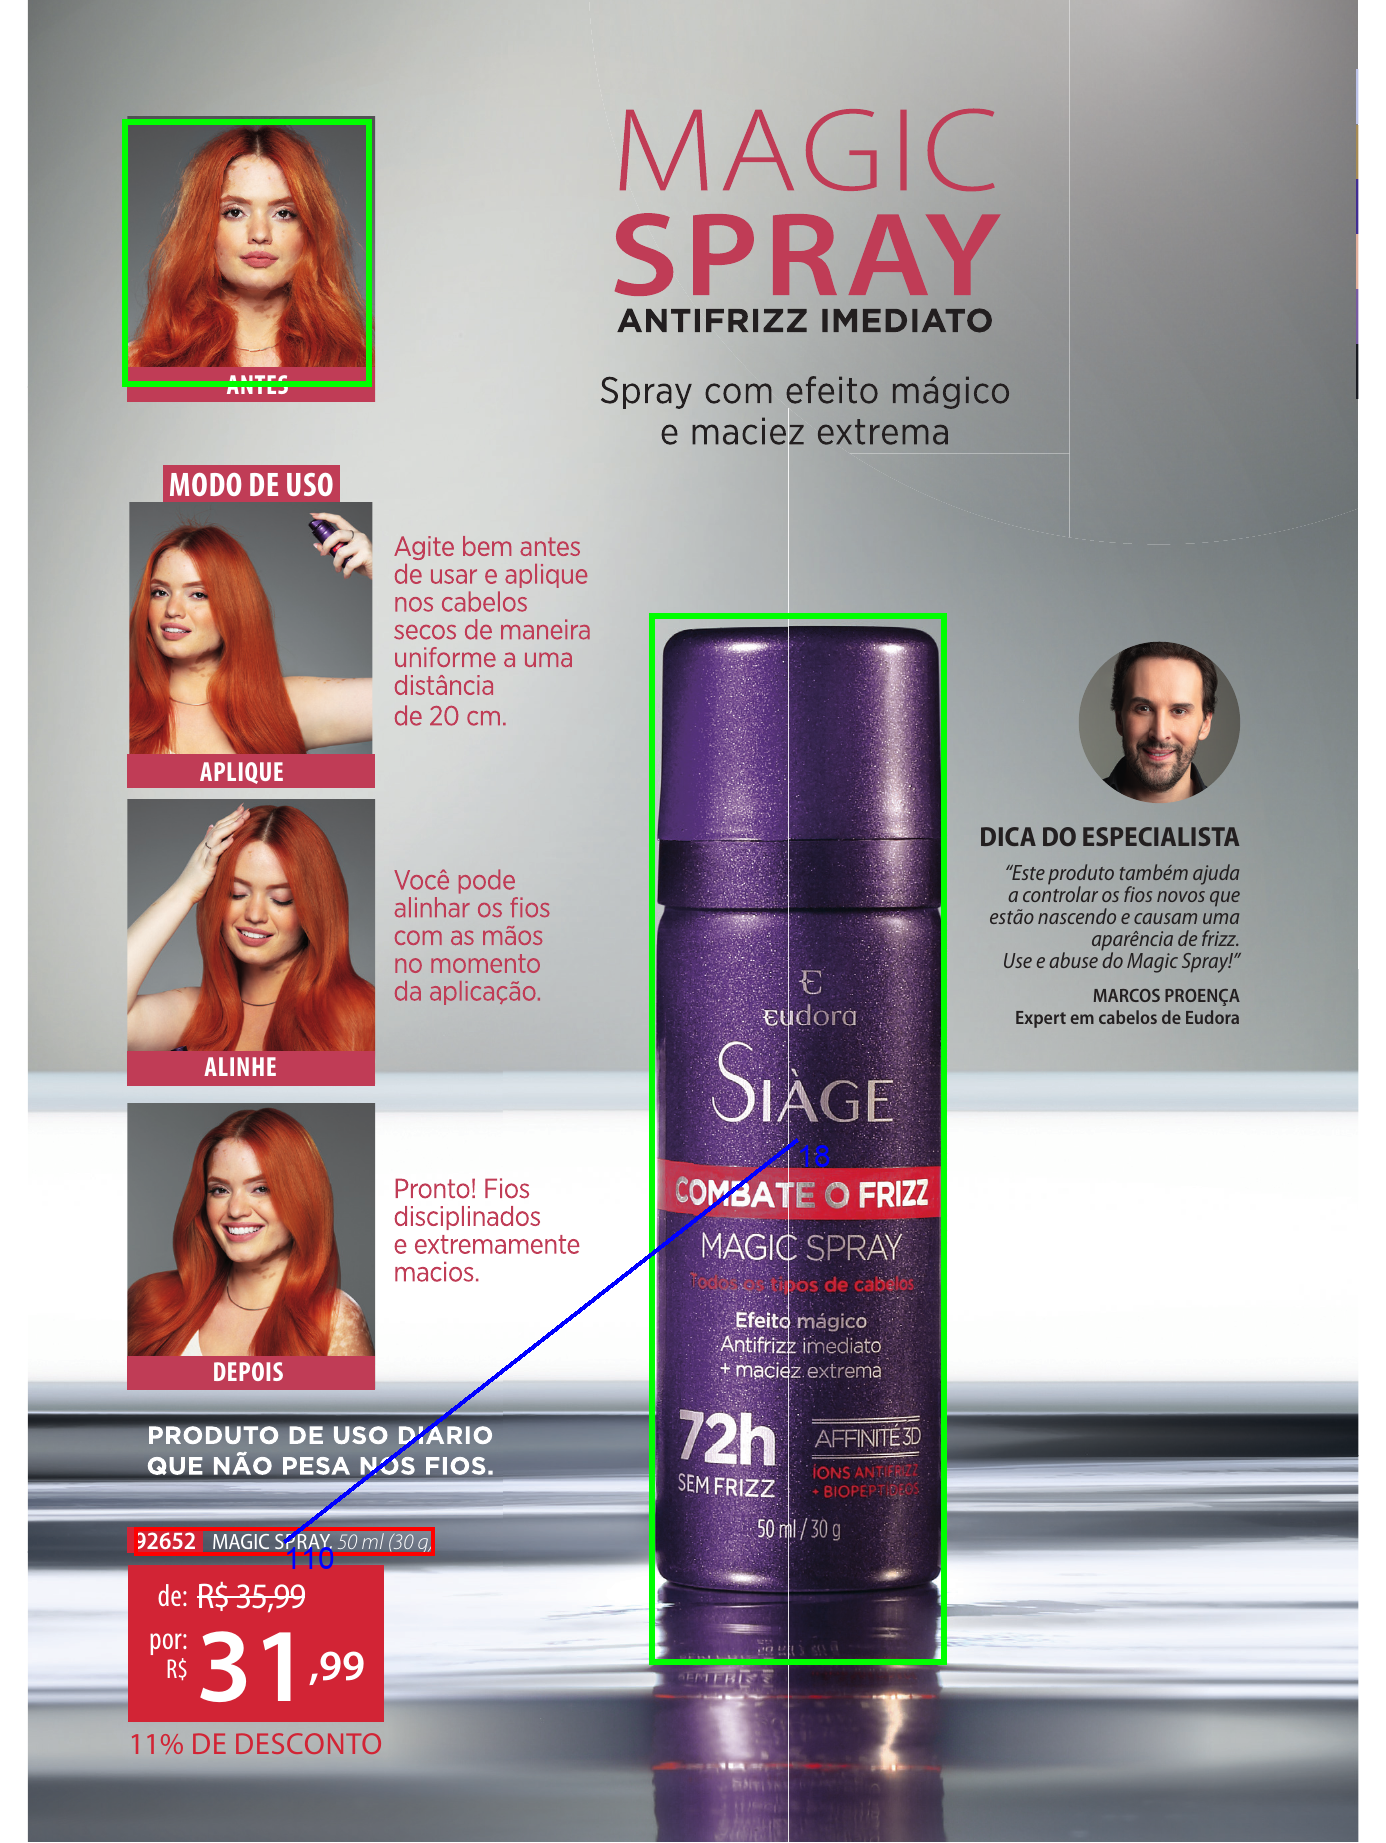 MAGIC
SPRAY
ANTIFRIZZ IMEDIATO
Spray com efeito mágico
e maciez extrema
ANTES
MODO DE USO
Agite bem antes
de usar e aplique
nos cabelos
secos de maneira
uniforme a uma
distância
de 20 cm.
APLIQUE
Você pode
alinhar os fios
com as mãos
no momento
da aplicação.
ALINHE
Pronto! Fios
disciplinados
e extremamente
macios.
DEPOIS
DICA DO ESPECIALISTA
“Este produto também ajuda
a controlar os fios novos que
estão nascendo e causam uma
aparência de frizz.
Use e abuse do Magic Spray!”
MARCOS PROENÇA
Expert em cabelos de Eudora
E
eudora
SIÀGE
18
COMBATE O FRIZZ
MAGIC SPRAY
Todos os tipos de cabelos
Efeito mágico
Antifrizz imediato
+ maciez extrema
72h
SEM FRIZZ
AFFINITÉ 3D
ÍONS ANTIFRIZZ
+ BIOPEPTÍDEOS
50 ml / 30 g
PRODUTO DE USO DIÁRIO
QUE NÃO PESA NOS FIOS.
92652 MAGIC SPRAY, 50 ml (30 g)
110
de: R$ 35,99
por:
R$ 31,99
11% DE DESCONTO